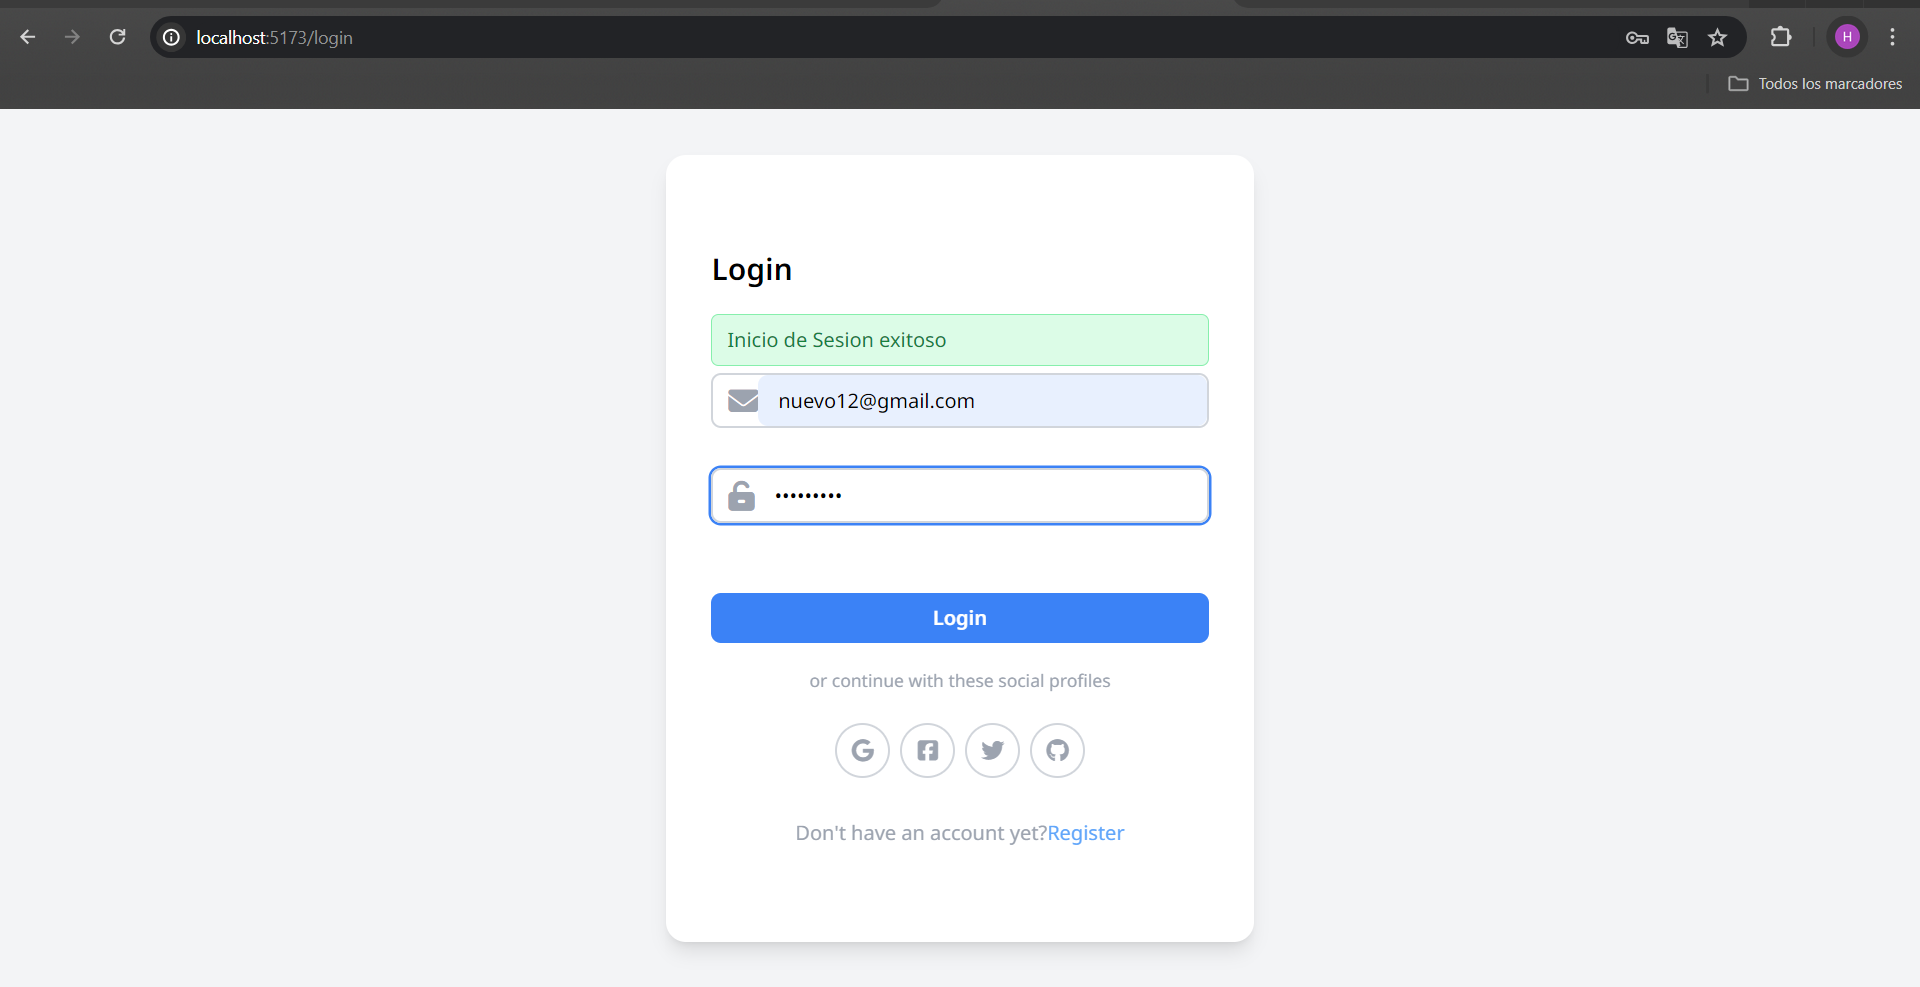 localhost:5173/login
H
Todos los marcadores
Login
Inicio de Sesion exitoso
nuevo12@gmail.com
•••••••••
Login
or continue with these social profiles
Don't have an account yet?Register